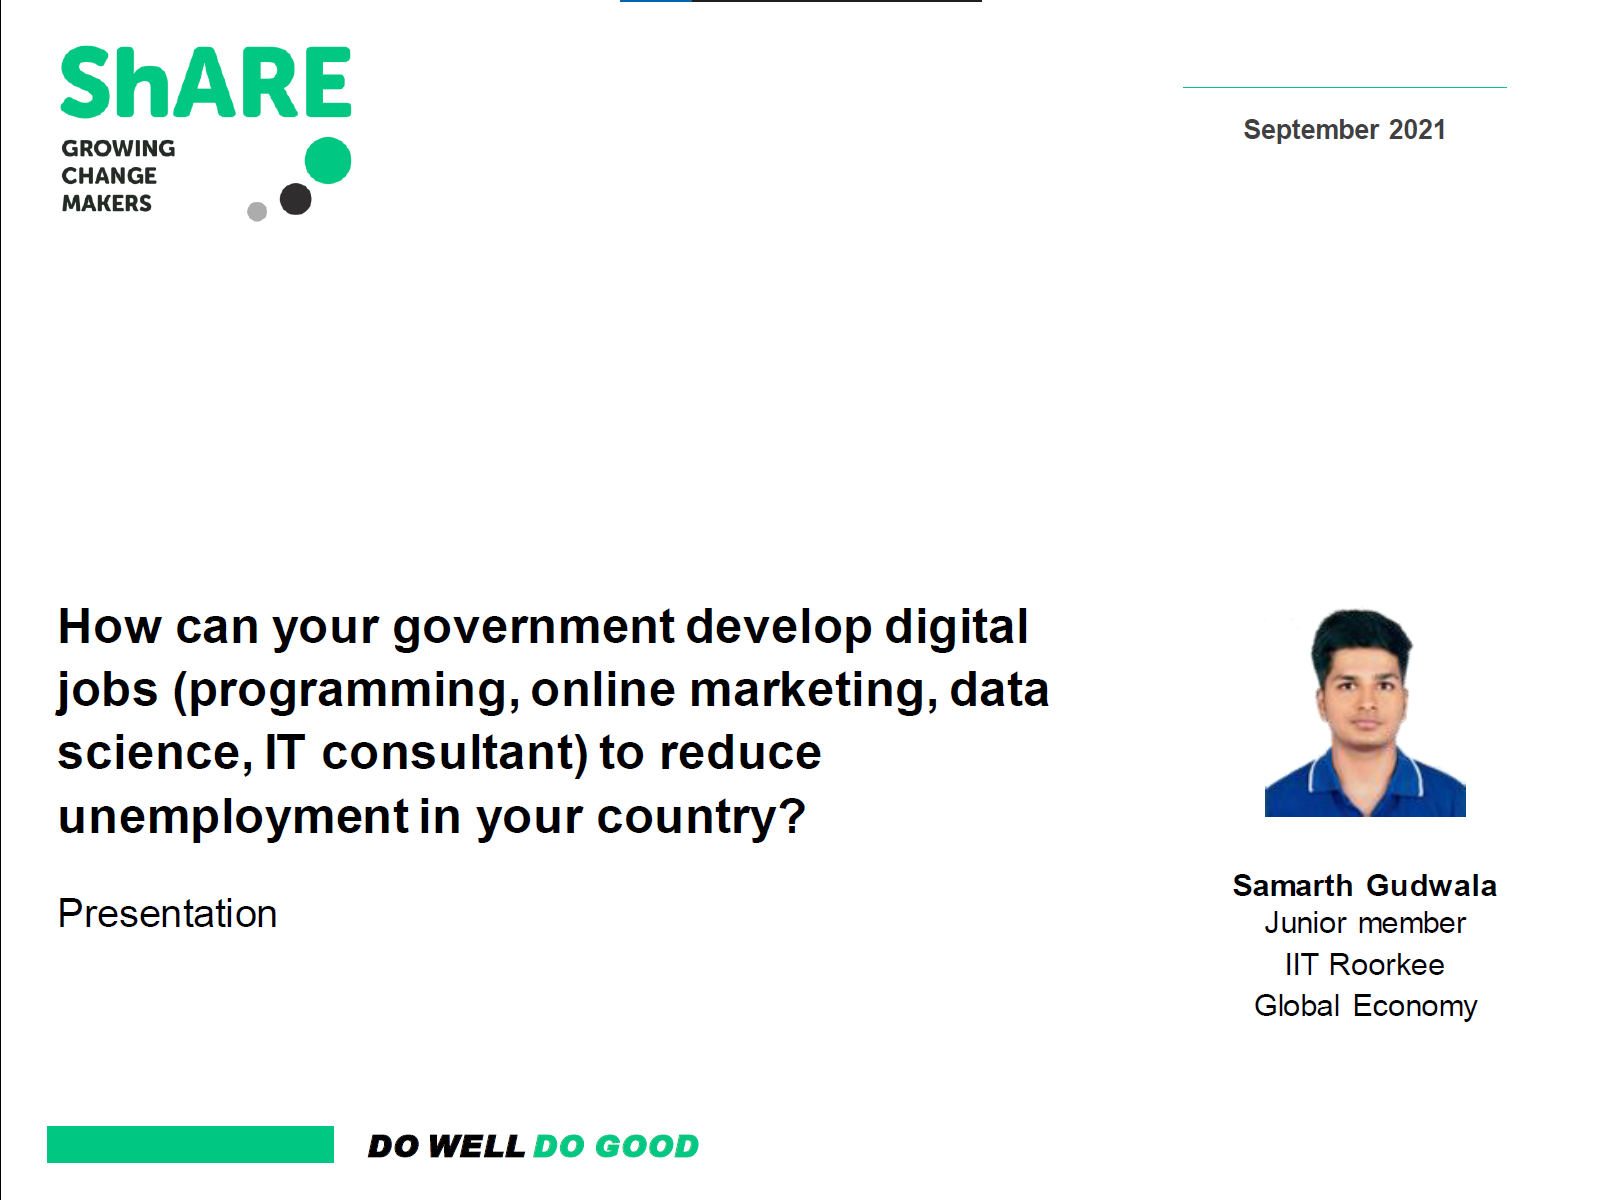 ShARE
GROWING
CHANGE
MAKERS
September 2021
How can your government develop digital
jobs (programming, online marketing, data
science, IT consultant) to reduce
unemployment in your country?
Presentation
Samarth Gudwala
Junior member
IIT Roorkee
Global Economy
DO WELL DO GOOD